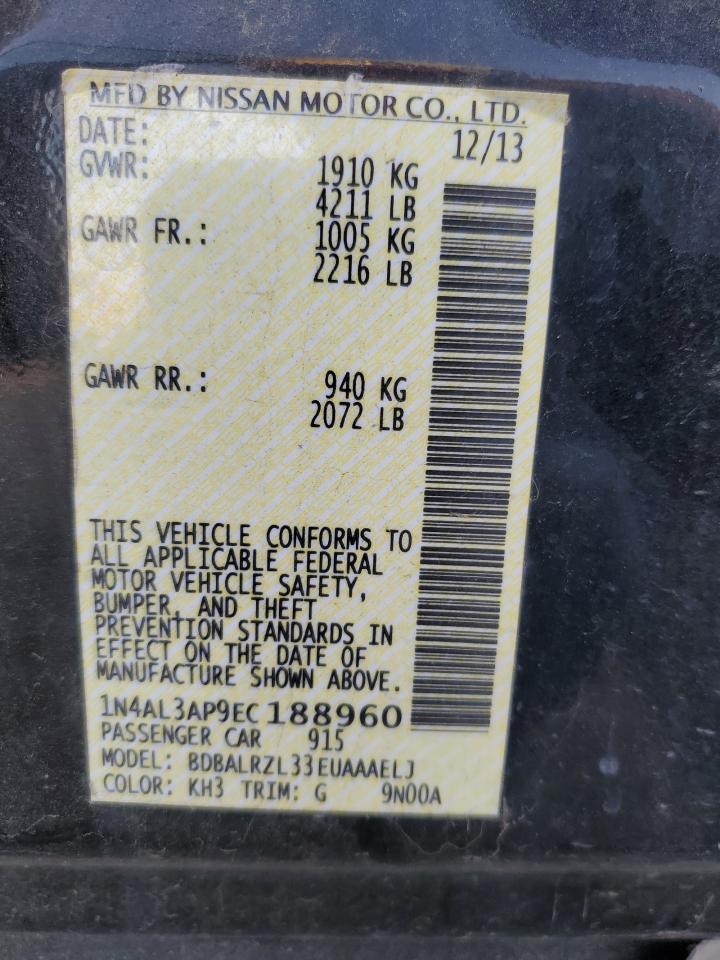 MFD BY NISSAN MOTOR CO., LTD.
DATE: 12/13
GVWR: 1910 KG
4211 LB
GAWR FR.: 1005 KG
2216 LB
GAWR RR.: 940 KG
2072 LB
THIS VEHICLE CONFORMS TO
ALL APPLICABLE FEDERAL
MOTOR VEHICLE SAFETY,
BUMPER, AND THEFT
PREVENTION STANDARDS IN
EFFECT ON THE DATE OF
MANUFACTURE SHOWN ABOVE.
1N4AL3AP9EC188960
PASSENGER CAR 915
MODEL: BDBALRZL33EUAAAELJ
COLOR: KH3 TRIM: G 9N00A